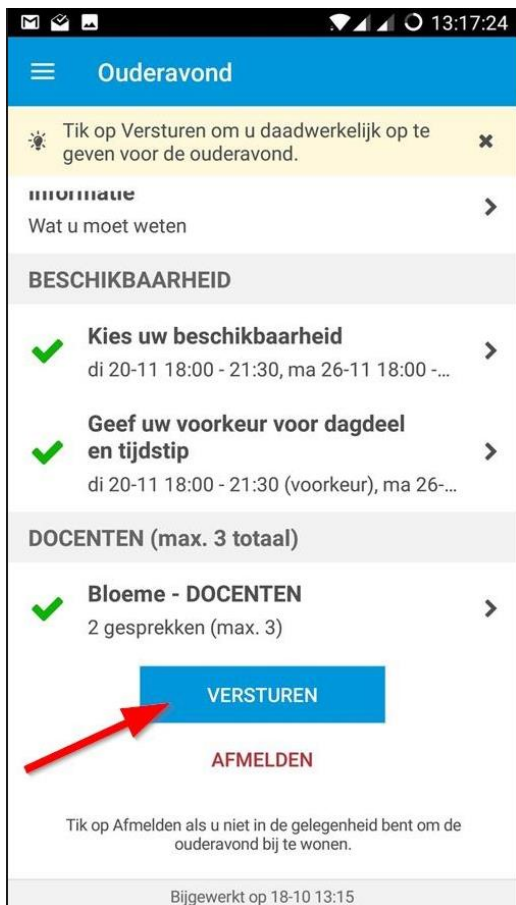 13:17:24
Ouderavond
Tik op Versturen om u daadwerkelijk op te
geven voor de ouderavond.
Informatie
Wat u moet weten
BESCHIKBAARHEID
Kies uw beschikbaarheid
di 20-11 18:00 - 21:30, ma 26-11 18:00 -...
Geef uw voorkeur voor dagdeel
en tijdstip
di 20-11 18:00 - 21:30 (voorkeur), ma 26-...
DOCENTEN (max. 3 totaal)
Bloeme - DOCENTEN
2 gesprekken (max. 3)
VERSTUREN
AFMELDEN
Tik op Afmelden als u niet in de gelegenheid bent om de
ouderavond bij te wonen.
Bijgewerkt op 18-10 13:15